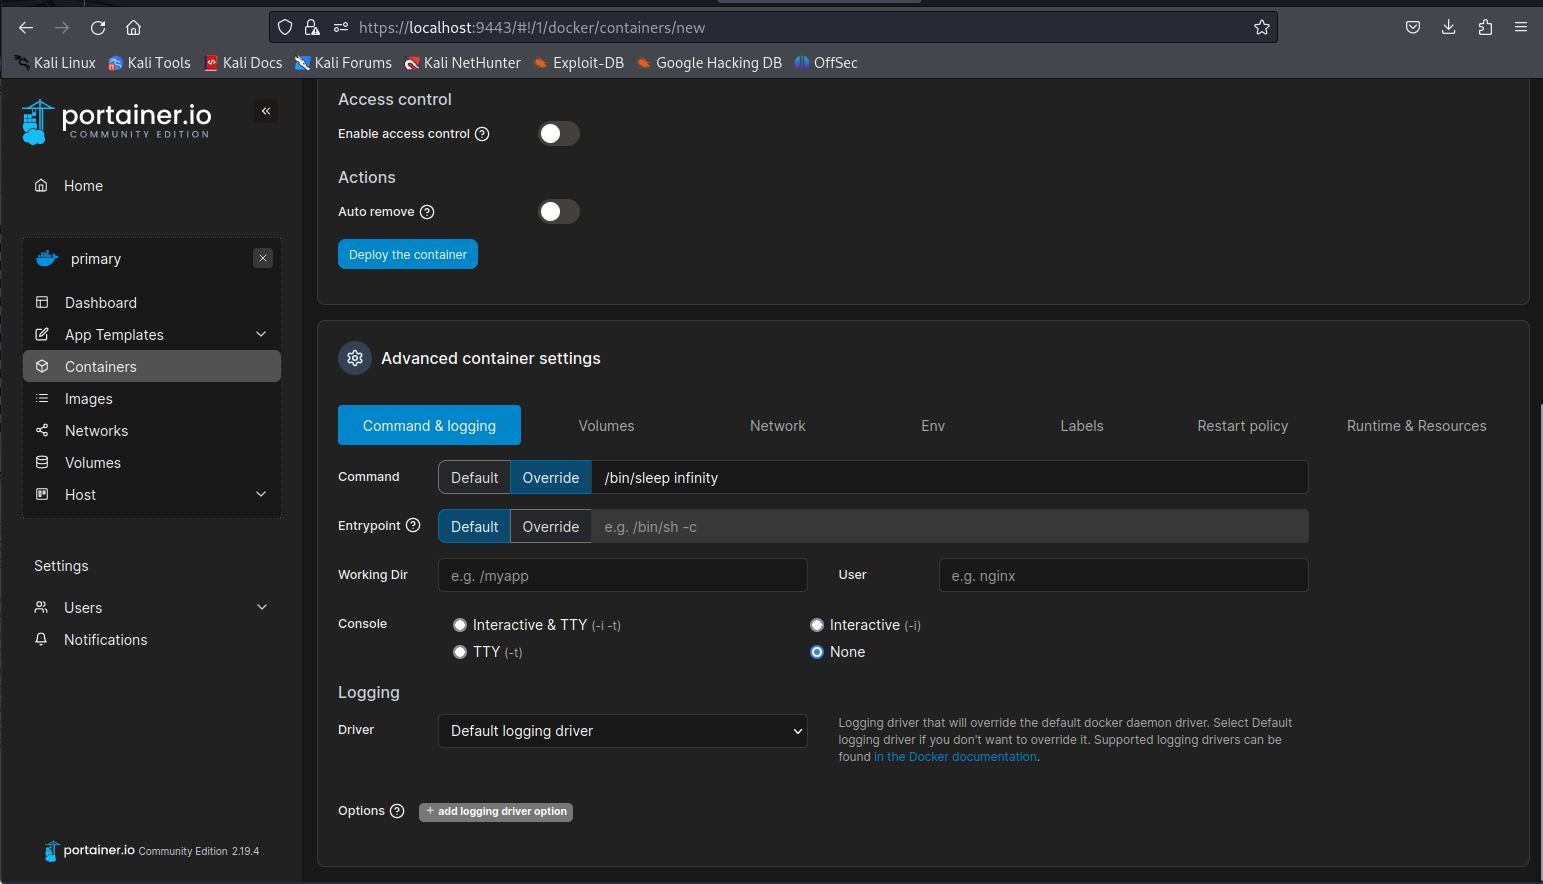 https://localhost:9443/#!/1/docker/containers/new
Kali Linux Kali Tools Kali Docs Kali Forums Kali NetHunter Exploit-DB Google Hacking DB OffSec
portainer.io
COMMUNITY EDITION
Home
primary
Dashboard
App Templates
Containers
Images
Networks
Volumes
Host
Settings
Users
Notifications
portainer.io Community Edition 2.19.4
Access control
Enable access control
Actions
Auto remove
Deploy the container
Advanced container settings
Command & logging Volumes Network Env Labels Restart policy Runtime & Resources
Command Default Override /bin/sleep infinity
Entrypoint Default Override e.g. /bin/sh -c
Working Dir e.g. /myapp User e.g. nginx
Console Interactive & TTY (-i -t) Interactive (-i)
TTY (-t) None
Logging
Driver Default logging driver
Logging driver that will override the default docker daemon driver. Select Default
logging driver if you don't want to override it. Supported logging drivers can be
found in the Docker documentation.
Options + add logging driver option